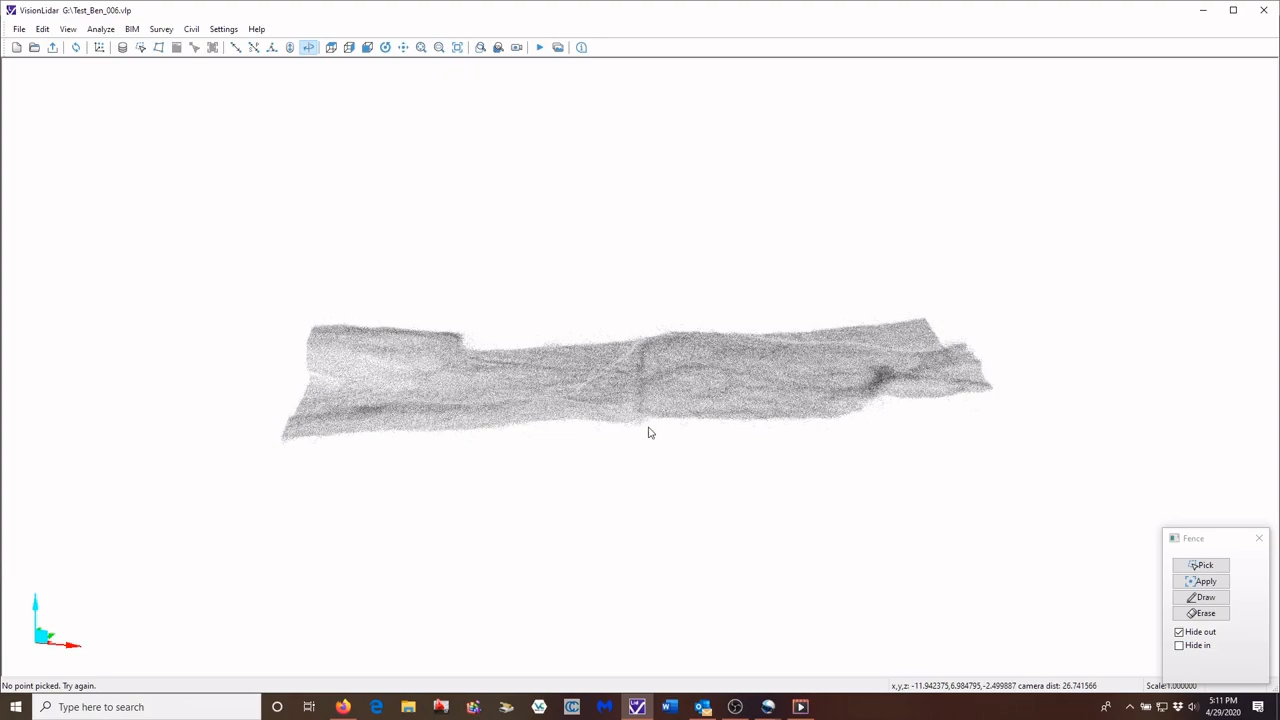 VisionLidar G:\Test_Ben_006.vlp
File Edit View Analyze BIM Survey Civil Settings Help
Fence
Pick
Apply
Draw
Erase
Hide out
Hide in
No point picked. Try again.
x,y,z: -11.942375,6.984795,-2.499887 camera dist: 26.741566
Scale:1.000000
Type here to search
5:11 PM
4/29/2020